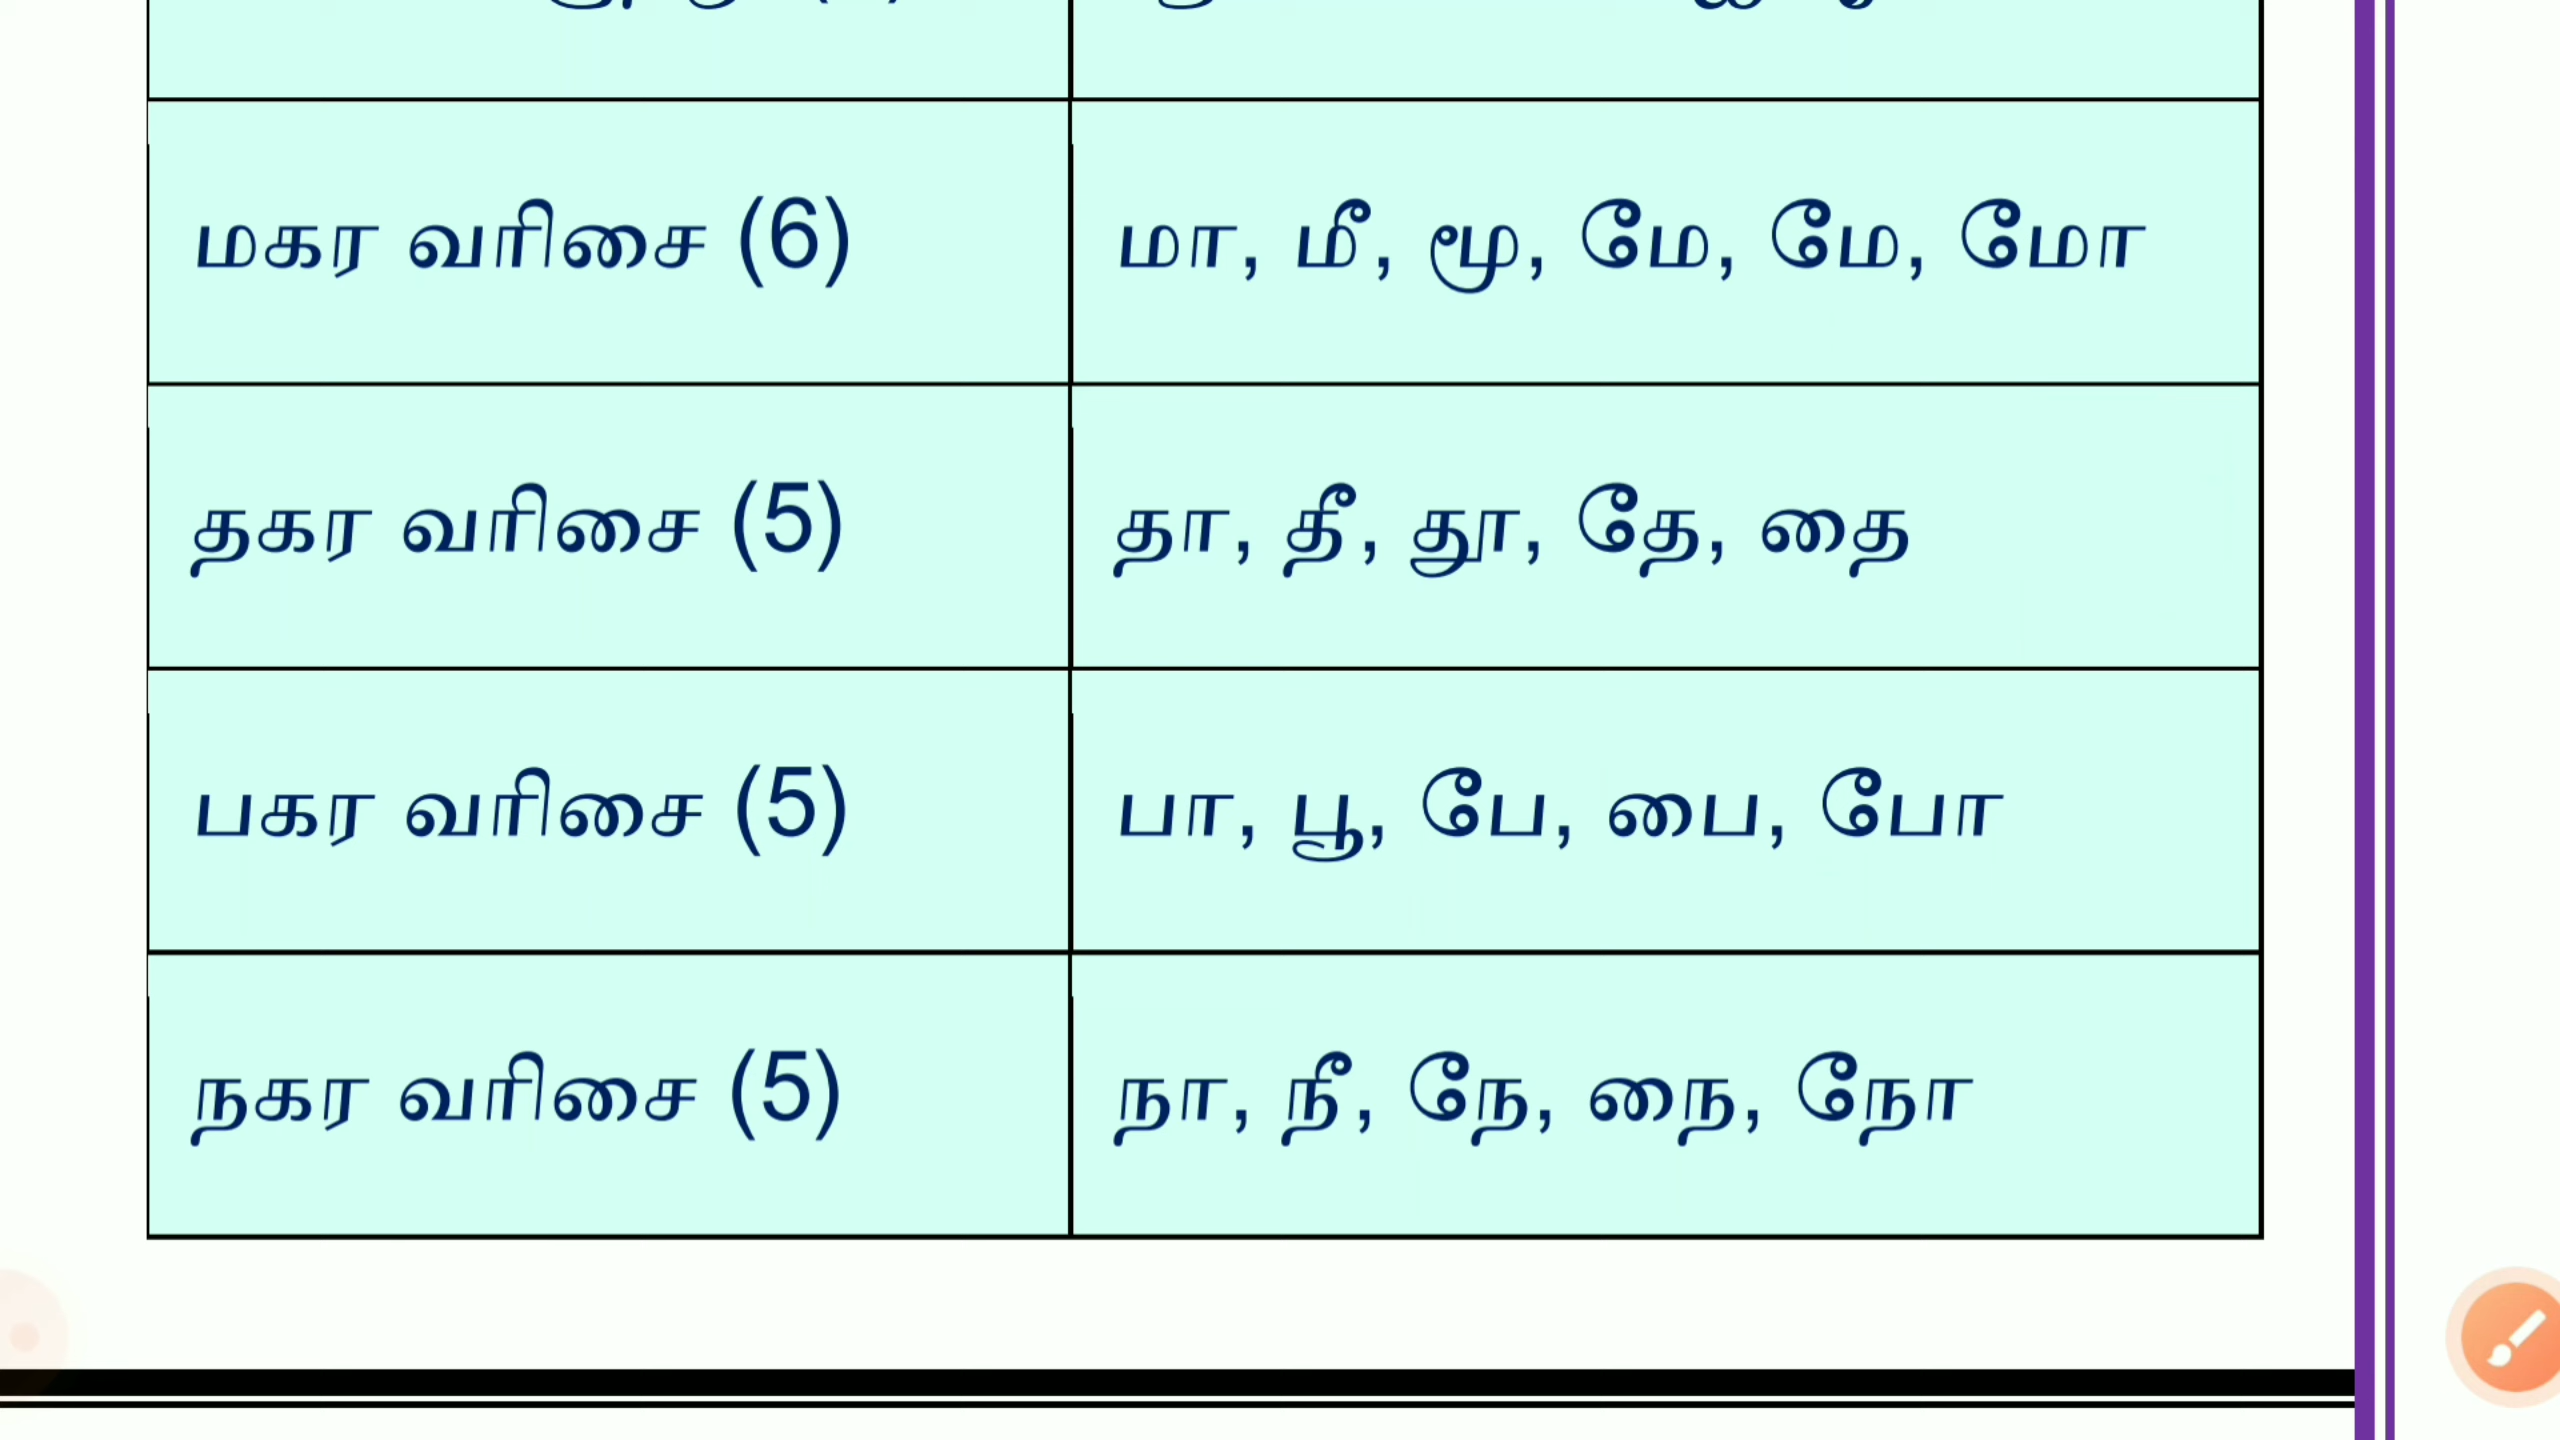 மகர வரிசை (6) மா, மீ, மூ, மே, மே, மோ
தகர வரிசை (5) தா, தீ, தூ, தே, தை
பகர வரிசை (5) பா, பூ, பே, பை, போ
நகர வரிசை (5) நா, நீ, நே, நை, நோ